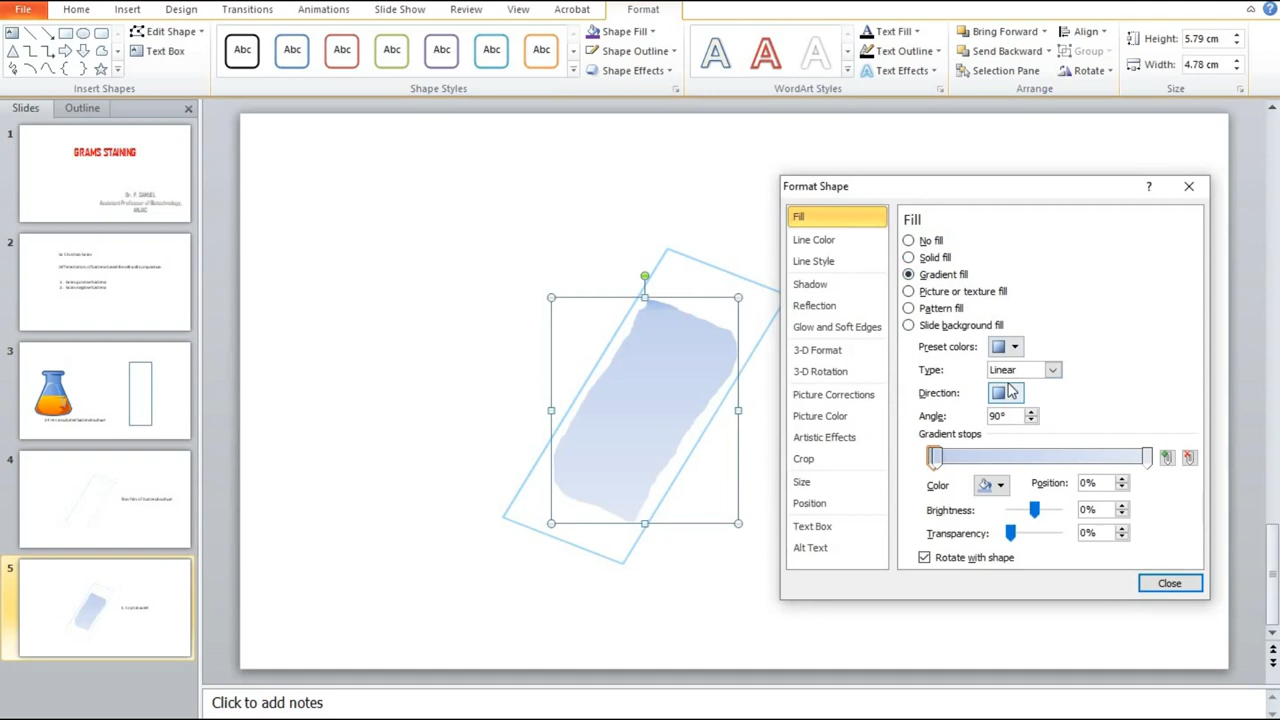 File Home Insert Design Transitions Animations Slide Show Review View Acrobat Format
Edit Shape
Text Box
Insert Shapes
Abc Abc Abc Abc Abc Abc Abc
Shape Fill
Shape Outline
Shape Effects
Shape Styles
A A A
Text Fill
Text Outline
Text Effects
WordArt Styles
Bring Forward
Send Backward
Selection Pane
Align
Group
Rotate
Arrange
Height: 5.79 cm
Width: 4.78 cm
Size
Slides Outline
1
GRAMS STAINING
Dr. P. SAMUEL
Assistant Professor of Biotechnology,
2
3
4
5
Format Shape
Fill
Line Color
Line Style
Shadow
Reflection
Glow and Soft Edges
3-D Format
3-D Rotation
Picture Corrections
Picture Color
Artistic Effects
Crop
Size
Position
Text Box
Alt Text
Fill
No fill
Solid fill
Gradient fill
Picture or texture fill
Pattern fill
Slide background fill
Preset colors:
Type: Linear
Direction:
Angle: 90°
Gradient stops
Color Position: 0%
Brightness: 0%
Transparency: 0%
Rotate with shape
Close
Click to add notes